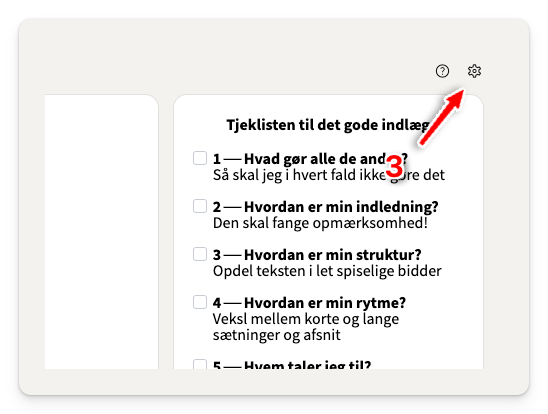 ?
Tjeklisten til det gode indlæg
3
1 — Hvad gør alle de andre?
Så skal jeg i hvert fald ikke gøre det
2 — Hvordan er min indledning?
Den skal fange opmærksomhed!
3 — Hvordan er min struktur?
Opdel teksten i let spiselige bidder
4 — Hvordan er min rytme?
Veksl mellem korte og lange
sætninger og afsnit
5 — Hvem taler jeg til?